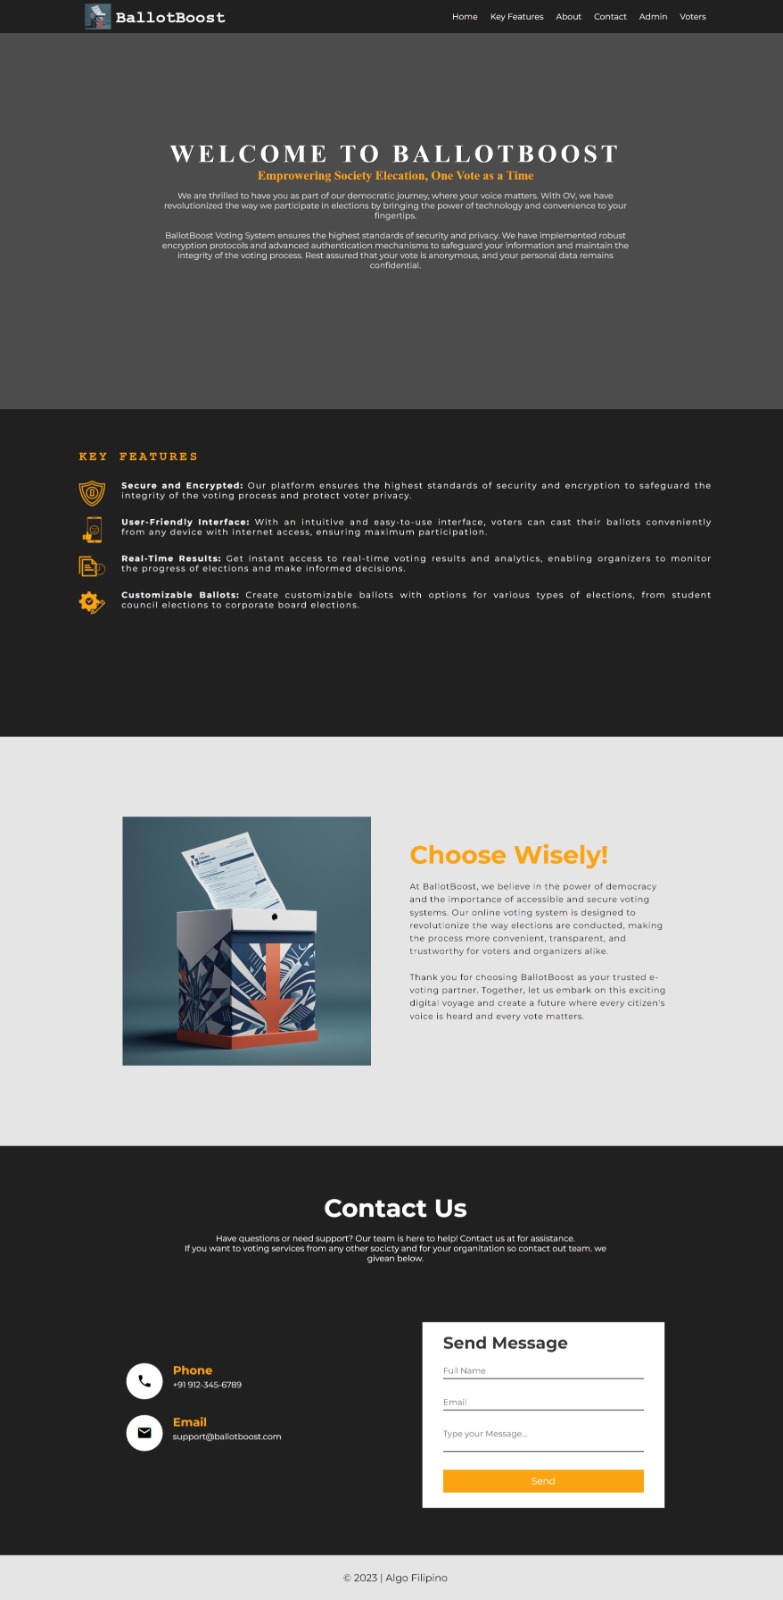 BallotBoost
Home Key Features About Contact Admin Voters
WELCOME TO BALLOTBOOST
Emprowering Society Elecation, One Vote as a Time
We are thrilled to have you as part of our democratic journey, where your voice matters. With OV, we have
revolutionized the way we participate in elections by bringing the power of technology and convenience to your
fingertips.
BallotBoost Voting System ensures the highest standards of security and privacy. We have implemented robust
encryption protocols and advanced authentication mechanisms to safeguard your information and maintain the
integrity of the voting process. Rest assured that your vote is anonymous, and your personal data remains
confidential.
KEY FEATURES
Secure and Encrypted: Our platform ensures the highest standards of security and encryption to safeguard the
integrity of the voting process and protect voter privacy.
User-Friendly Interface: With an intuitive and easy-to-use interface, voters can cast their ballots conveniently
from any device with internet access, ensuring maximum participation.
Real-Time Results: Get instant access to real-time voting results and analytics, enabling organizers to monitor
the progress of elections and make informed decisions.
Customizable Ballots: Create customizable ballots with options for various types of elections, from student
council elections to corporate board elections.
Choose Wisely!
At BallotBoost, we believe in the power of democracy
and the importance of accessible and secure voting
systems. Our online voting system is designed to
revolutionize the way elections are conducted, making
the process more convenient, transparent, and
trustworthy for voters and organizers alike.
Thank you for choosing BallotBoost as your trusted e-
voting partner. Together, let us embark on this exciting
digital voyage and create a future where every citizen's
voice is heard and every vote matters.
Contact Us
Have questions or need support? Our team is here to help! Contact us at for assistance.
If you want to voting services from any other socicty and for your organitation so contact out team. we
givean below.
Phone
+91 912-345-6789
Email
support@ballotboost.com
Send Message
Full Name
Email
Type your Message...
Send
© 2023 | Algo Filipino